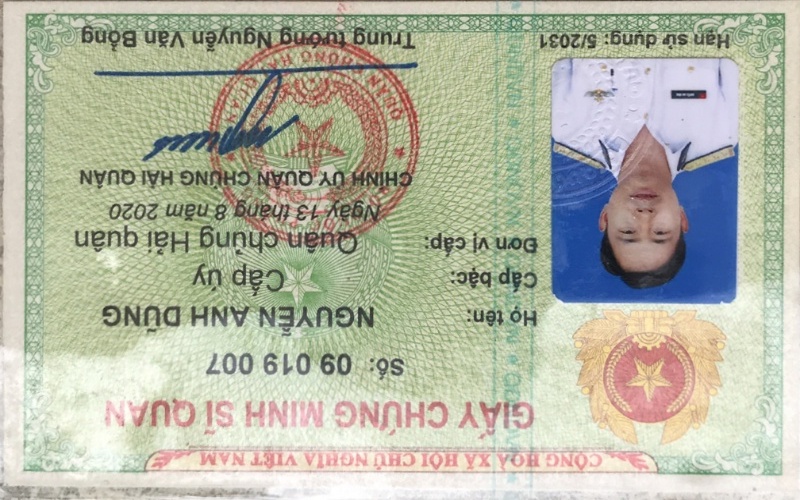 CỘNG HOÀ XÃ HỘI CHỦ NGHĨA VIỆT NAM
GIẤY CHỨNG MINH SĨ QUAN
Số: 09 019 007
Họ tên: NGUYỄN ANH DŨNG
Cấp bậc: Cấp úy
Đơn vị cấp: Quân chủng Hải quân
Ngày 13 tháng 8 năm 2020
CHÍNH ỦY QUÂN CHỦNG HẢI QUÂN
Hạn sử dụng: 5/2031
Trung tướng Nguyễn Văn Bổng